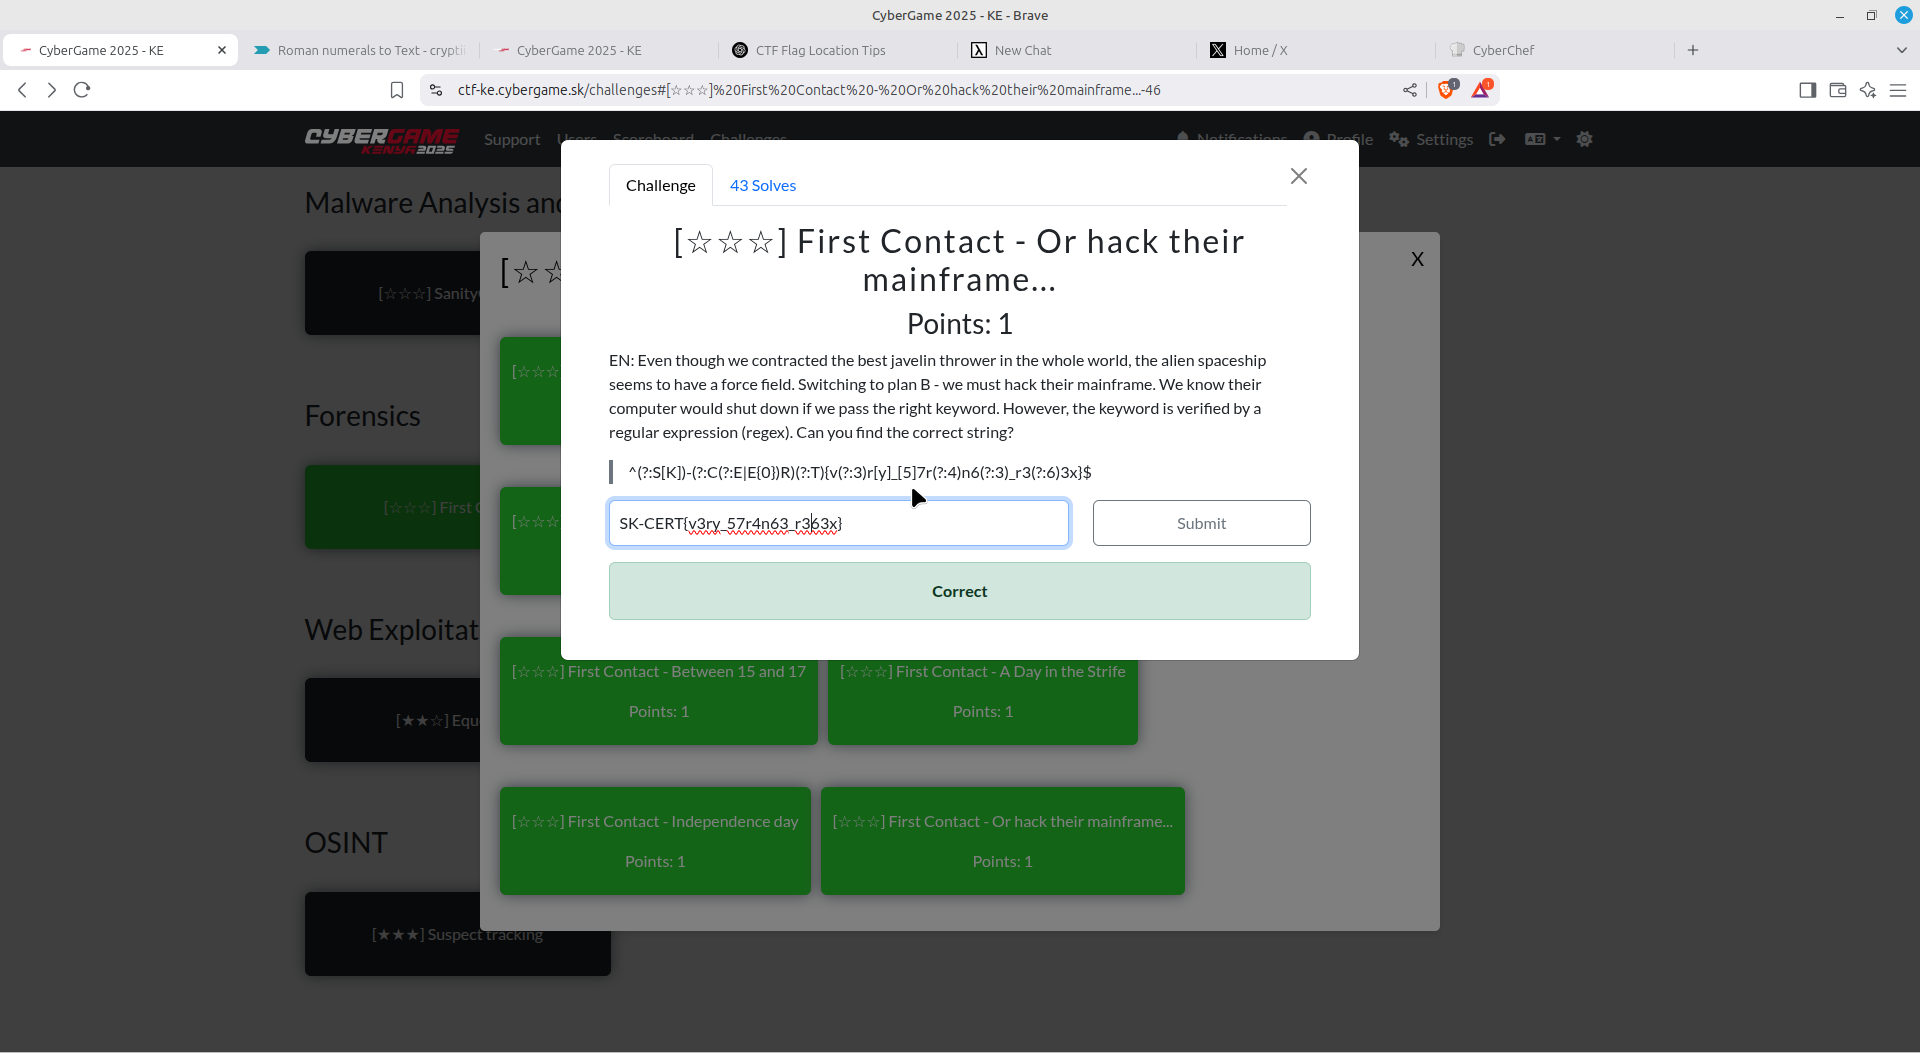 CyberGame 2025 - KE - Brave
CyberGame 2025 - KE
Roman numerals to Text - crypti
CyberGame 2025 - KE
CTF Flag Location Tips
New Chat
Home / X
CyberChef
ctf-ke.cybergame.sk/challenges#[☆☆☆]%20First%20Contact%20-%20Or%20hack%20their%20mainframe...-46
1
1
CYBERGAME
KENYA2025
Support
Users
Scoreboard
Challenges
Notifications
Profile
Settings
Malware Analysis and
[☆☆☆] Sanity
Forensics
[☆☆☆] First C
Web Exploitat
[★★☆] Equ
OSINT
[★★★] Suspect tracking
[☆☆
X
[☆☆☆
[☆☆☆
Challenge
43 Solves
[☆☆☆] First Contact - Or hack their
mainframe...
Points: 1
EN: Even though we contracted the best javelin thrower in the whole world, the alien spaceship
seems to have a force field. Switching to plan B - we must hack their mainframe. We know their
computer would shut down if we pass the right keyword. However, the keyword is verified by a
regular expression (regex). Can you find the correct string?
^(?:S[K])-(?:C(?:E|E{0})R)(?:T){v(?:3)r[y]_[5]7r(?:4)n6(?:3)_r3(?:6)3x}$
SK-CERT{v3ry_57r4n63_r363x}
Submit
Correct
[☆☆☆] First Contact - Between 15 and 17
Points: 1
[☆☆☆] First Contact - A Day in the Strife
Points: 1
[☆☆☆] First Contact - Independence day
Points: 1
[☆☆☆] First Contact - Or hack their mainframe...
Points: 1